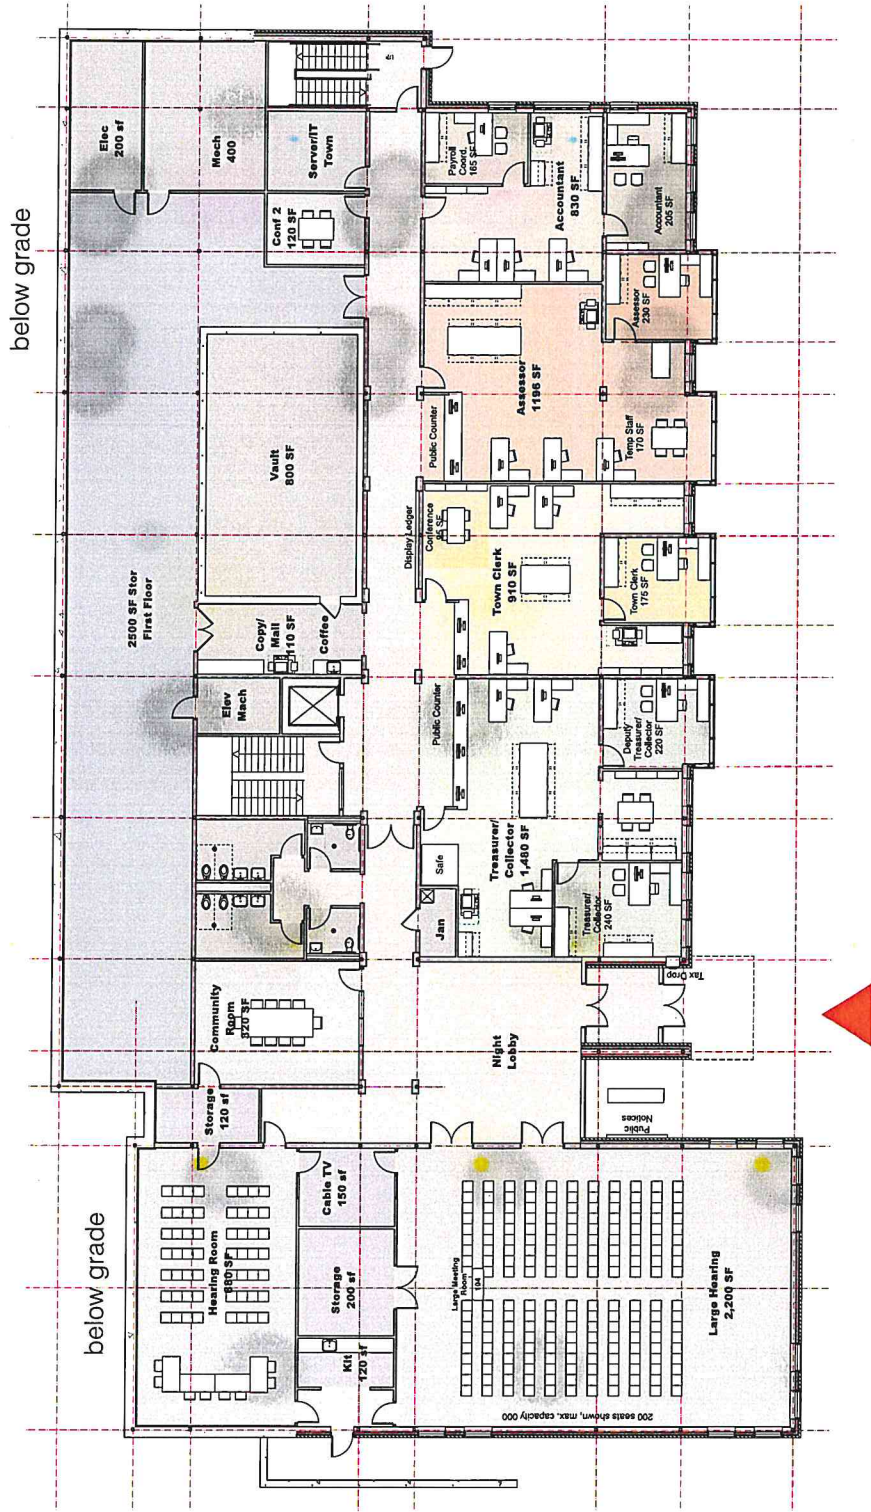 below grade
below grade
Elec
200 sf
Mech
400
Server/IT
Town
Conf 2
120 SF
UP
Payroll
Coord.
165 SF
Accountant
830 SF
Accountant
205 SF
Assessor
230 SF
Assessor
1196 SF
Public Counter
Temp Staff
170 SF
Vault
800 SF
2500 SF Stor
First Floor
Display Ledger
Conference
95 SF
Town Clerk
910 SF
Town Clerk
175 SF
Copy/
Mail
110 SF
Coffee
Elev
Mach
Public Counter
Deputy
Treasurer/
Collector
220 SF
Treasurer/
Collector
1,480 SF
Safe
Jan
Treasurer/
Collector
240 SF
Tax Drop
Community
Room
320 SF
Night
Lobby
Public
Notices
Storage
120 sf
Hearing Room
680 SF
Cable TV
150 sf
Storage
200 sf
Kit
120 sf
Large Meeting
Room
104
Large Hearing
2,200 SF
200 seats shown, max. capacity 000